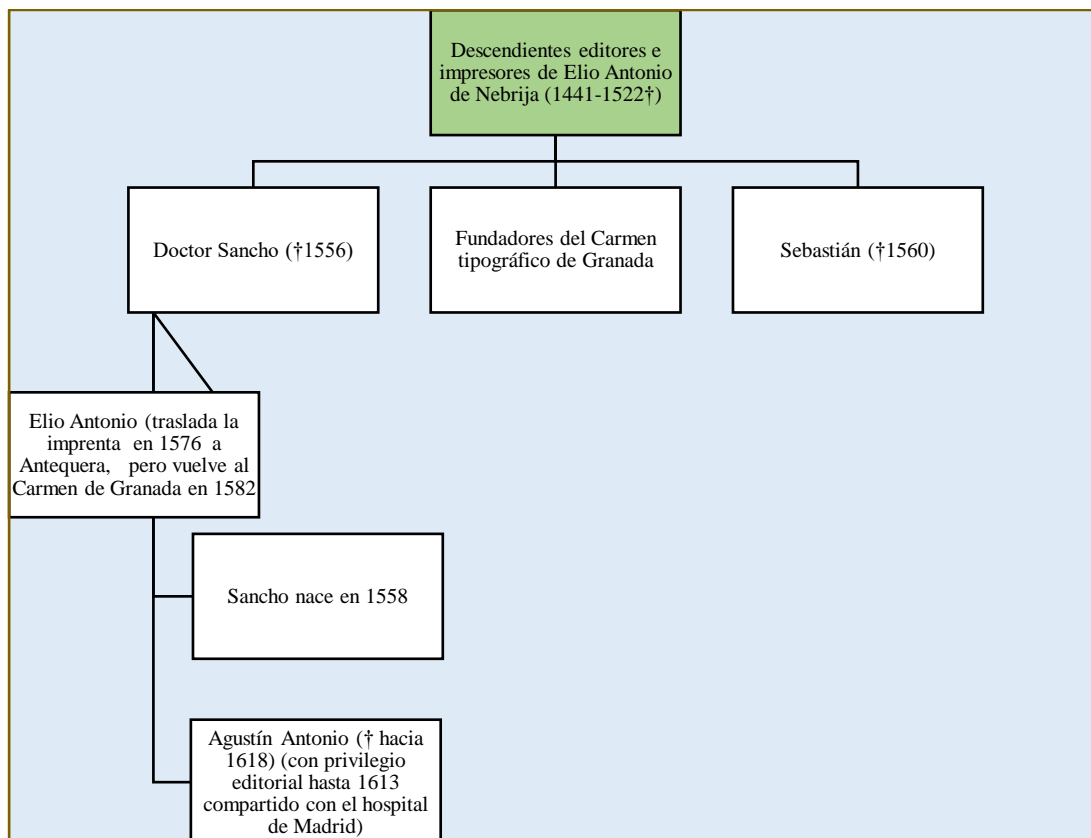 Descendientes editores e
impresores de Elio Antonio
de Nebrija (1441-1522†)
Doctor Sancho (†1556)
Fundadores del Carmen
tipográfico de Granada
Sebastián (†1560)
Elio Antonio (traslada la
imprenta en 1576 a
Antequera, pero vuelve al
Carmen de Granada en 1582
Sancho nace en 1558
Agustín Antonio († hacia
1618) (con privilegio
editorial hasta 1613
compartido con el hospital
de Madrid)